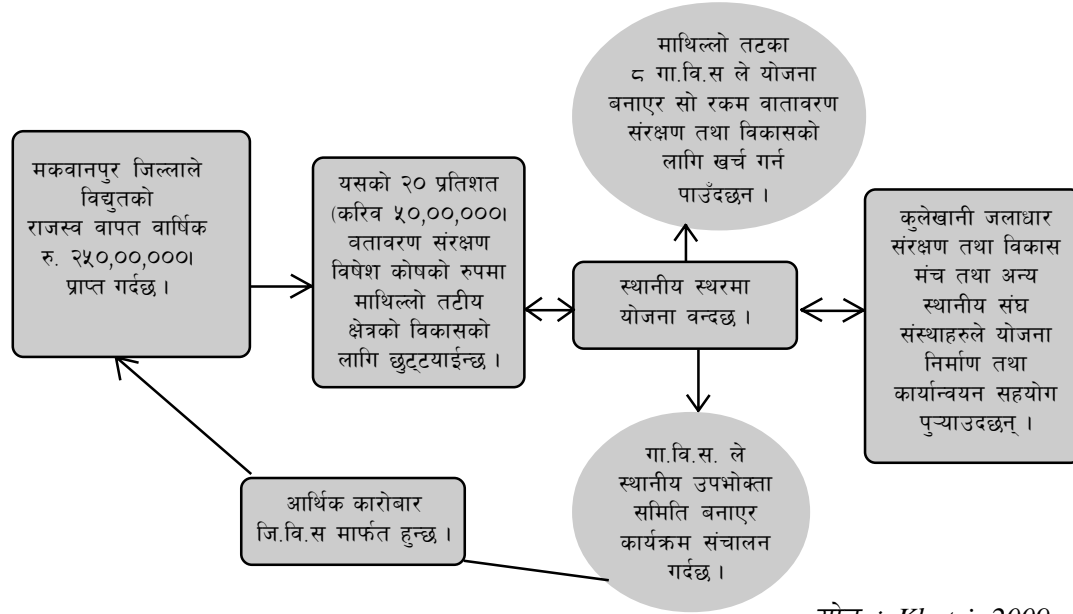 माथिल्लो तटका
८ गा.वि.स ले योजना
बनाएर सो रकम वातावरण
संरक्षण तथा विकासको
लागि खर्च गर्न
पाउँदछन ।
मकवानपुर जिल्लाले
विद्युतको
राजस्व वापत वार्षिक
रु. २५०,००,०००।
प्राप्त गर्दछ ।
यसको २० प्रतिशत
(करिव ५०,००,०००।
वतावरण संरक्षण
विषेश कोषको रुपमा
माथिल्लो तटीय
क्षेत्रको विकासको
लागि छुट्टयाईन्छ ।
स्थानीय स्तरमा
योजना वन्दछ ।
कुलेखानी जलाधार
संरक्षण तथा विकास
मंच तथा अन्य
स्थानीय संघ
संस्थाहरुले योजना
निर्माण तथा
कार्यान्वयन सहयोग
पुऱ्याउदछन् ।
गा.वि.स. ले
स्थानीय उपभोक्ता
समिति बनाएर
कार्यक्रम संचालन
गर्दछ ।
आर्थिक कारोबार
जि.वि.स मार्फत हुन्छ ।